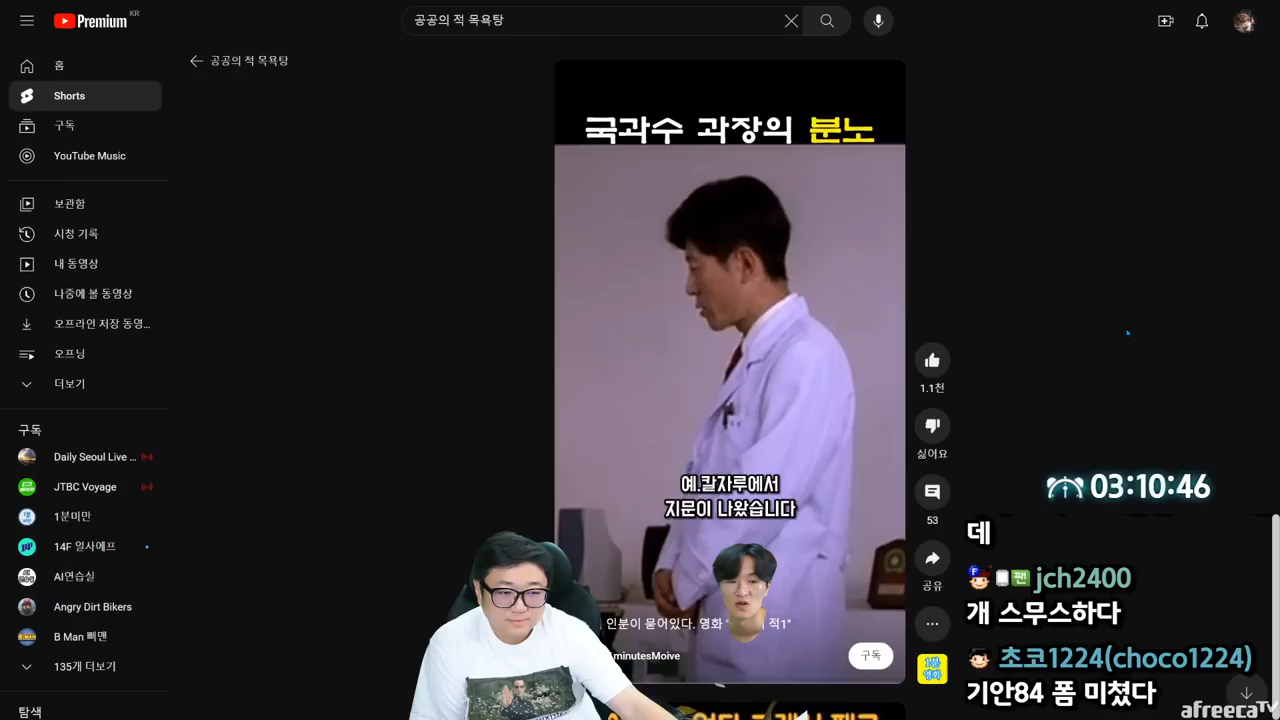 Premium KR
공공의 적 목욕탕
홈
Shorts
구독
YouTube Music
보관함
시청 기록
내 동영상
나중에 볼 동영상
오프라인 저장 동영...
오프닝
더보기
구독
Daily Seoul Live ...
JTBC Voyage
1분미만
14F 일사에프
AI연습실
Angry Dirt Bikers
B Man 삐맨
135개 더보기
탐색
공공의 적 목욕탕
국과수 과장의 분노
예.칼자루에서
지문이 나왔습니다
인분이 묻어있다. 영화 적1"
minutesMoive
구독
1.1천
싫어요
53
공유
03:10:46
데
F 팬 jch2400
개 스무스하다
초코1224(choco1224)
기안84 폼 미쳤다
afreecaTV